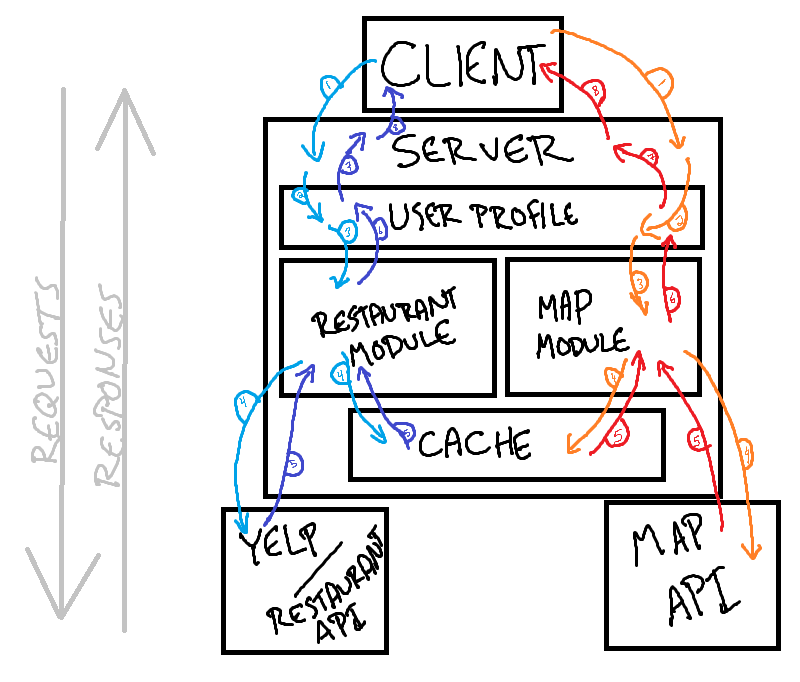 CLIENT
1
1
8
8
SERVER
7
7
2
2
USER PROFILE
3
6
3
6
RESTAURANT
MODULE
MAP
MODULE
4
4
4
4
5
5
5
5
CACHE
YELP/
RESTAURANT
API
MAP
API
REQUESTS
RESPONSES